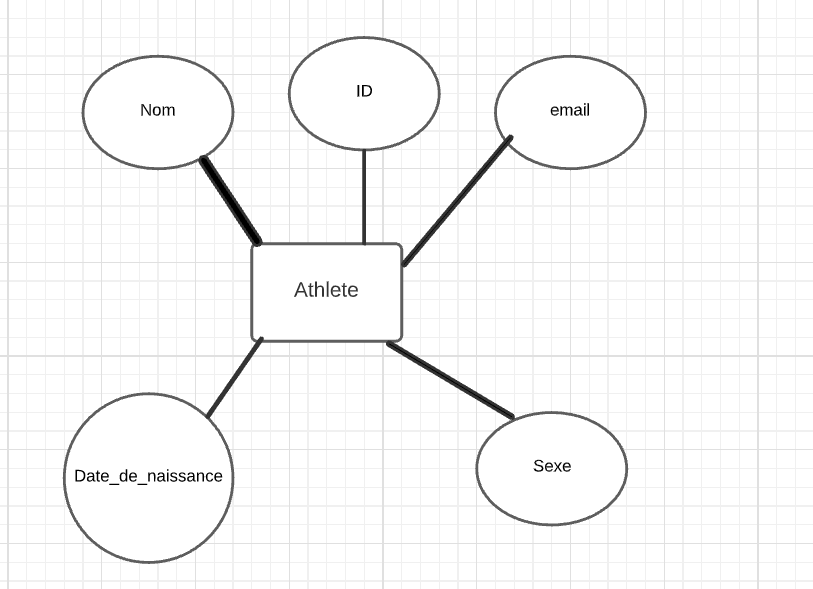 Nom
ID
email
Athlete
Date_de_naissance
Sexe